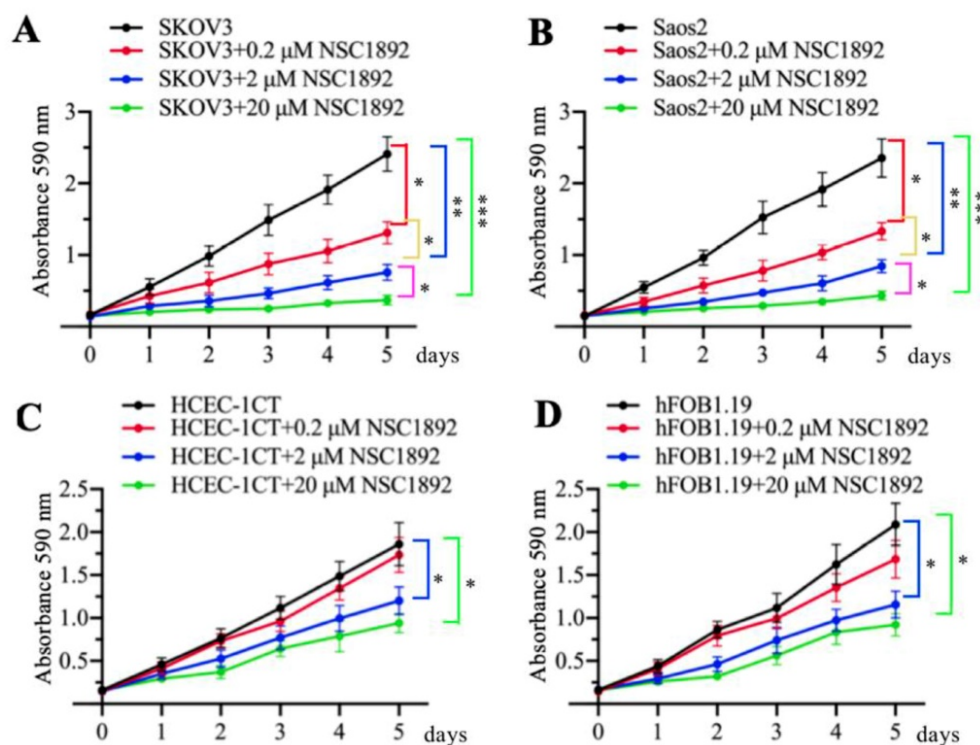 A
SKOV3
SKOV3+0.2 μM NSC1892
SKOV3+2 μM NSC1892
SKOV3+20 μM NSC1892
Absorbance 590 nm
3
2
1
0 1 2 3 4 5 days
*
*
*
**
***
B
Saos2
Saos2+0.2 μM NSC1892
Saos2+2 μM NSC1892
Saos2+20 μM NSC1892
Absorbance 590 nm
3
2
1
0 1 2 3 4 5 days
*
*
*
**
***
C
HCEC-1CT
HCEC-1CT+0.2 μM NSC1892
HCEC-1CT+2 μM NSC1892
HCEC-1CT+20 μM NSC1892
Absorbance 590 nm
2.5
2.0
1.5
1.0
0.5
0 1 2 3 4 5 days
*
*
D
hFOB1.19
hFOB1.19+0.2 μM NSC1892
hFOB1.19+2 μM NSC1892
hFOB1.19+20 μM NSC1892
Absorbance 590 nm
2.5
2.0
1.5
1.0
0.5
0 1 2 3 4 5 days
*
*